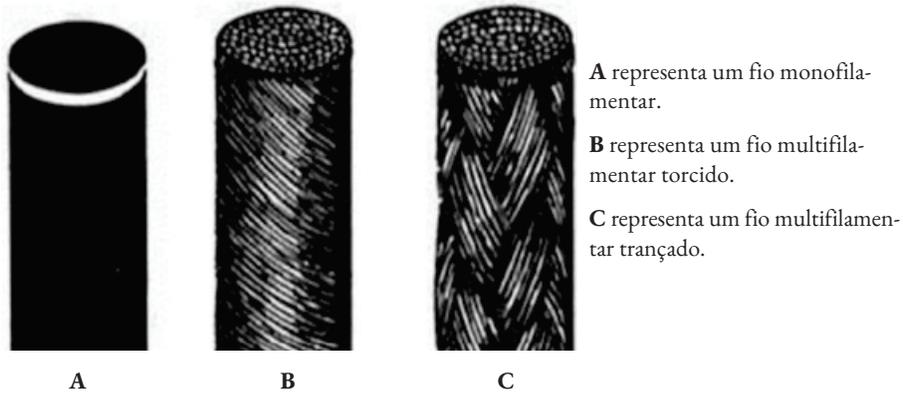 A representa um fio monofila-
mentar.
B representa um fio multifila-
mentar torcido.
C representa um fio multifilamen-
tar trançado.
A
B
C